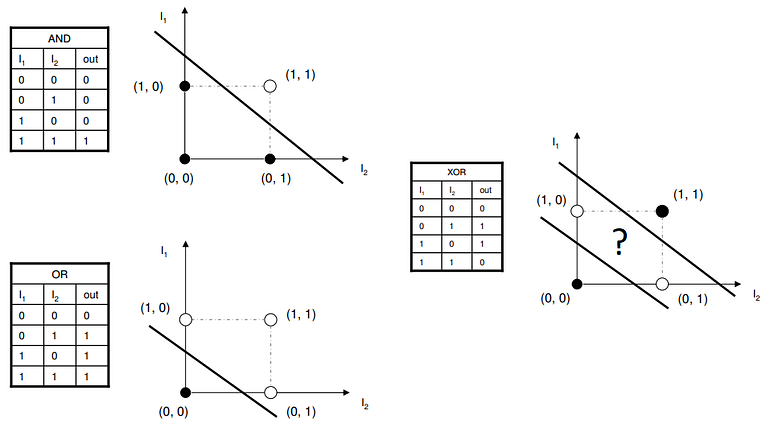 AND
I1 I2 out
0 0 0
0 1 0
1 0 0
1 1 1
I1
(1, 0)
(1, 1)
(0, 0)
(0, 1)
I2
OR
I1 I2 out
0 0 0
0 1 1
1 0 1
1 1 1
I1
(1, 0)
(1, 1)
(0, 0)
(0, 1)
I2
XOR
I1 I2 out
0 0 0
0 1 1
1 0 1
1 1 0
I1
(1, 0)
(1, 1)
?
(0, 0)
(0, 1)
I2